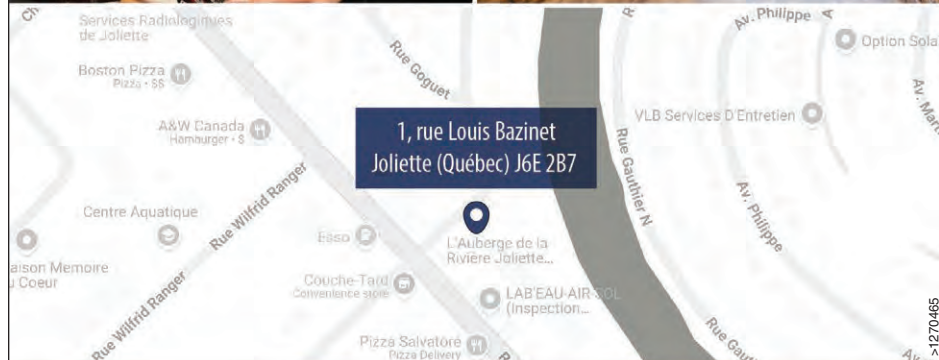 Services Radiologiques
de Joliette
Boston Pizza
Pizza · $$
A&W Canada
Hamburger · $
Centre Aquatique
aison Memoire
u Coeur
Rue Wilfrid Ranger
Rue Wilfrid Ranger
Esso
Couche-Tard
Convenience store
Pizza Salvatoré
Pizza Delivery
Rue Goguet
1, rue Louis Bazinet
Joliette (Québec) J6E 2B7
L'Auberge de la
Rivière Joliette...
LAB'EAU-AIR-SOL
(Inspection...
Rue Gauthier N
Rue Gau
VLB Services D'Entretien
Av. Philippe
Av. Philippe
Option Sola
Av. Mar
Av.
>1270465